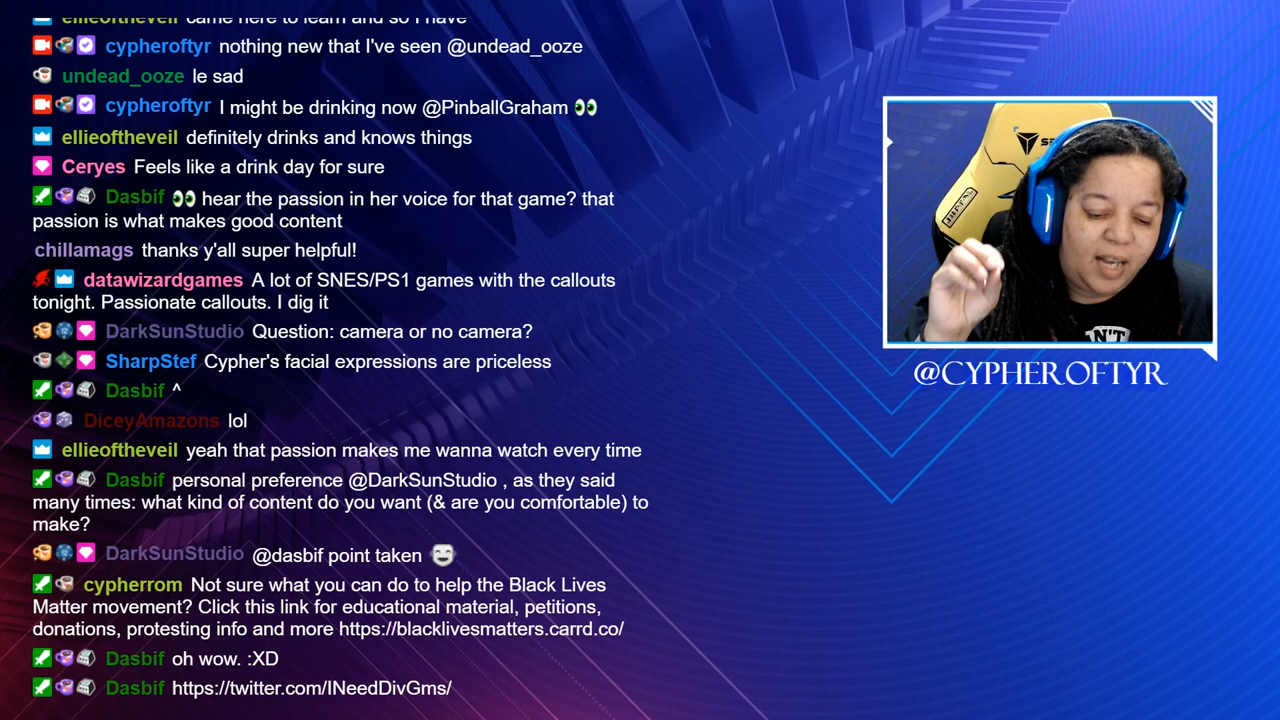 ellieoftheveil came here to learn and so I have
cypheroftyr nothing new that I've seen @undead_ooze
undead_ooze le sad
cypheroftyr I might be drinking now @PinballGraham 👀
ellieoftheveil definitely drinks and knows things
Ceryes Feels like a drink day for sure
Dasbif 👀 hear the passion in her voice for that game? that
passion is what makes good content
chillamags thanks y'all super helpful!
datawizardgames A lot of SNES/PS1 games with the callouts
tonight. Passionate callouts. I dig it
DarkSunStudio Question: camera or no camera?
SharpStef Cypher's facial expressions are priceless
Dasbif ^
DiceyAmazons lol
ellieoftheveil yeah that passion makes me wanna watch every time
Dasbif personal preference @DarkSunStudio , as they said
many times: what kind of content do you want (& are you comfortable) to
make?
DarkSunStudio @dasbif point taken
cypherrom Not sure what you can do to help the Black Lives
Matter movement? Click this link for educational material, petitions,
donations, protesting info and more https://blacklivesmatters.carrd.co/
Dasbif oh wow. :XD
Dasbif https://twitter.com/INeedDivGms/
@CYPHEROFTYR